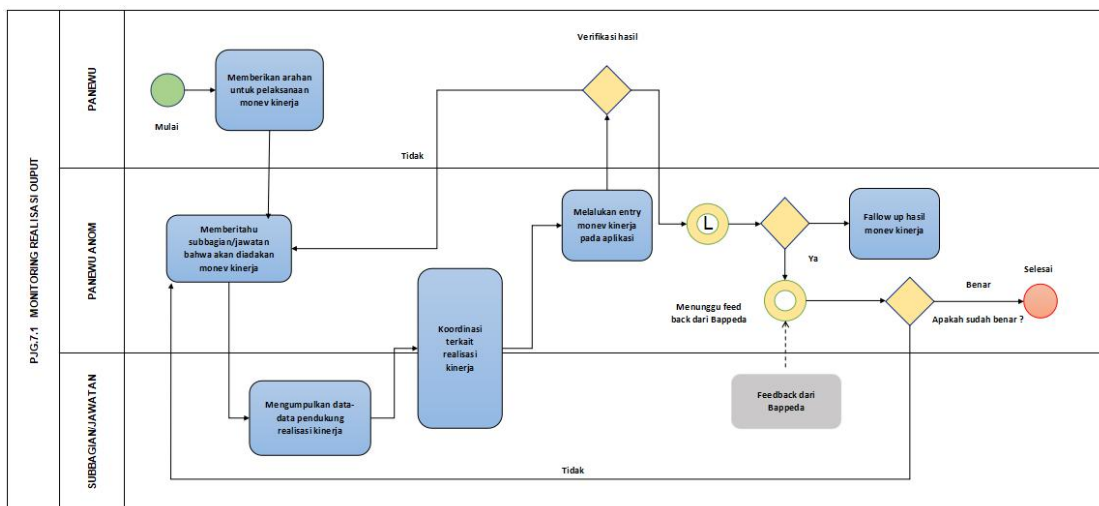 PJG.7.1 MONITORING REALISASI OUPUT
PANEWU
Mulai
Memberikan arahan
untuk pelaksanaan
monev kinerja
Verifikasi hasil
Tidak
PANEWU ANOM
Memberitahu
subbagian/jawatan
bahwa akan diadakan
monev kinerja
Koordinasi
terkait
realisasi
kinerja
Melalukan entry
monev kinerja
pada aplikasi
L
Ya
Fallow up hasil
monev kinerja
Menunggu feed
back dari Bappeda
Benar
Apakah sudah benar ?
Selesai
SUBBAGIAN/JAWATAN
Mengumpulkan data-
data pendukung
realisasi kinerja
Feedback dari
Bappeda
Tidak